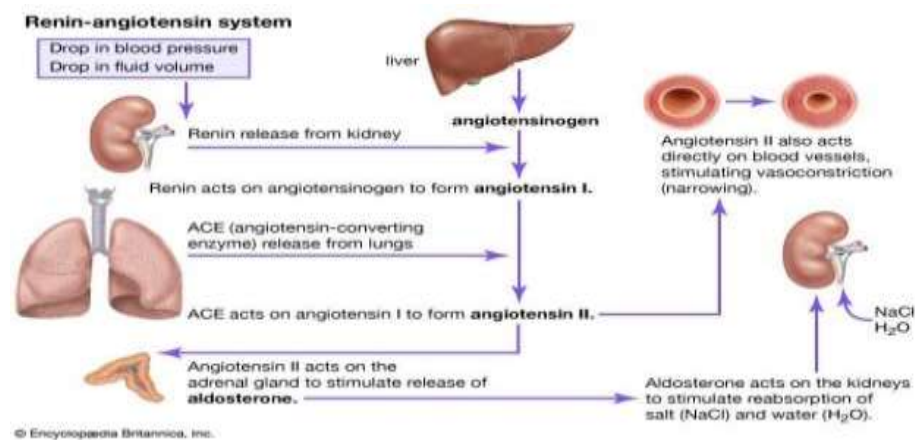 Renin-angiotensin system
Drop in blood pressure
Drop in fluid volume
liver
angiotensinogen
Renin release from kidney
Renin acts on angiotensinogen to form angiotensin I.
ACE (angiotensin-converting
enzyme) release from lungs
ACE acts on angiotensin I to form angiotensin II.
Angiotensin II also acts
directly on blood vessels,
stimulating vasoconstriction
(narrowing).
NaCl
H₂O
Angiotensin II acts on the
adrenal gland to stimulate release of
aldosterone.
Aldosterone acts on the kidneys
to stimulate reabsorption of
salt (NaCl) and water (H₂O).
© Encyclopædia Britannica, Inc.